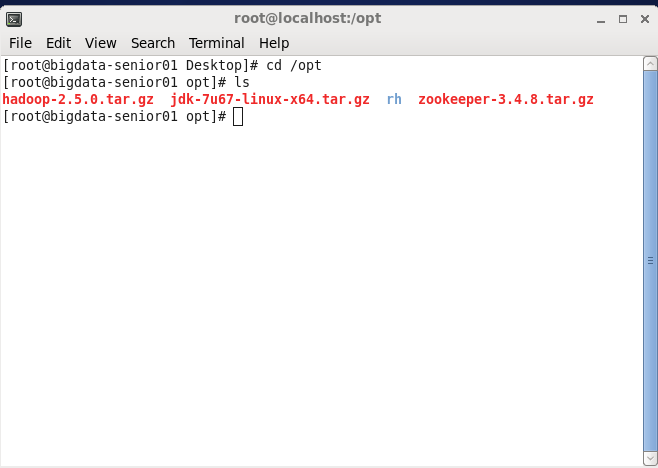 root@localhost:/opt
File Edit View Search Terminal Help
[root@bigdata-senior01 Desktop]# cd /opt
[root@bigdata-senior01 opt]# ls
hadoop-2.5.0.tar.gz  jdk-7u67-linux-x64.tar.gz  rh  zookeeper-3.4.8.tar.gz
[root@bigdata-senior01 opt]#